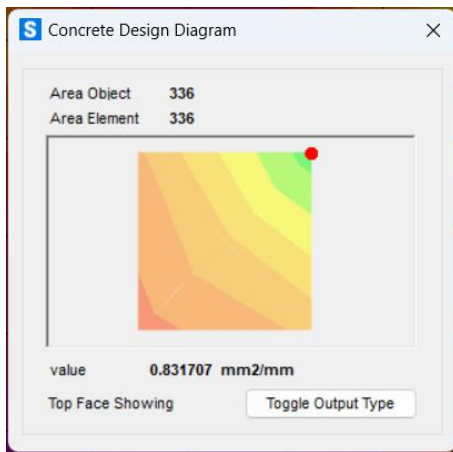 S Concrete Design Diagram
Area Object 336
Area Element 336
value 0.831707 mm2/mm
Top Face Showing Toggle Output Type